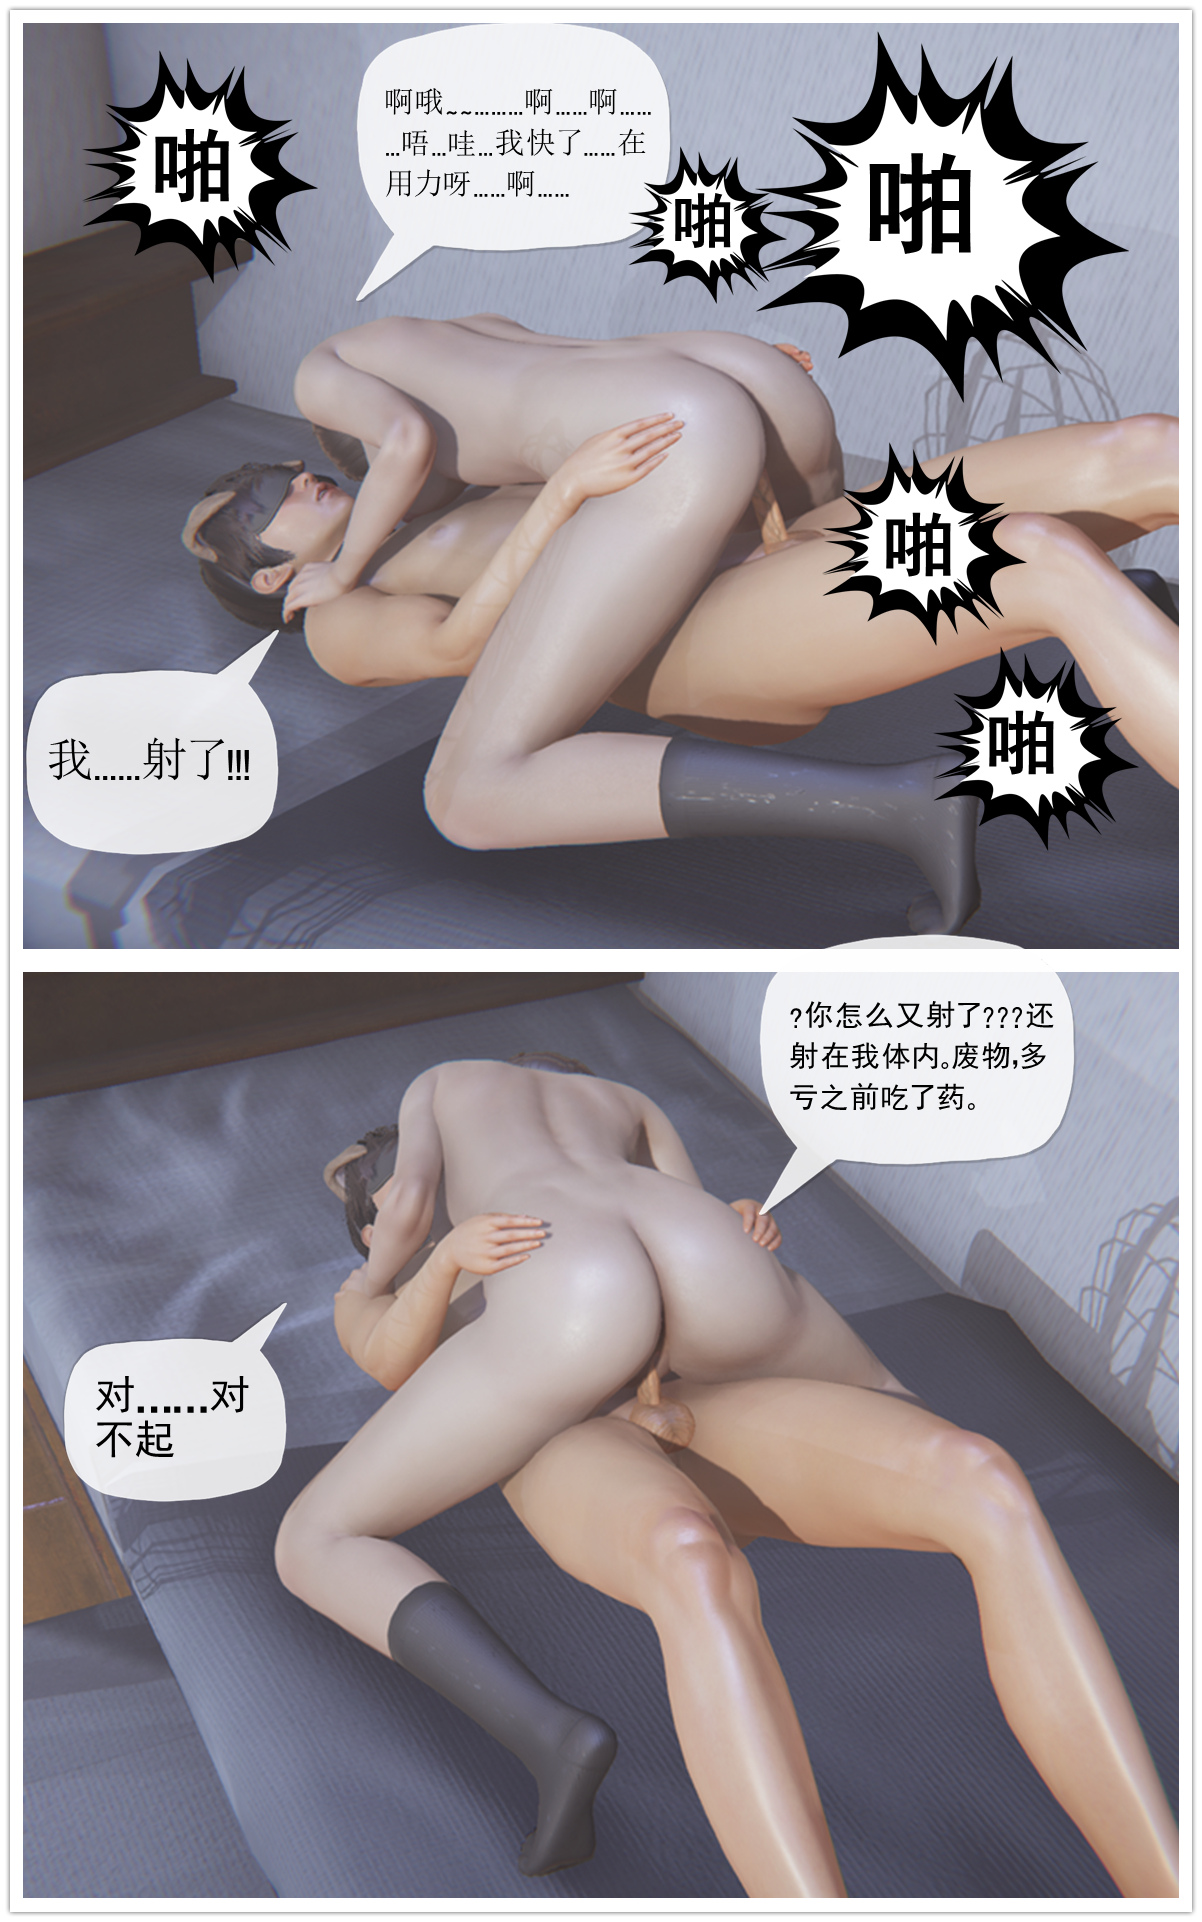 啪
啊哦~~………啊……啊……
…唔…哇…我快了……在
用力呀……啊……
啪
啪
啪
我……射了!!!
啪
?你怎么又射了???还
射在我体内。废物,多
亏之前吃了药。
对……对
不起